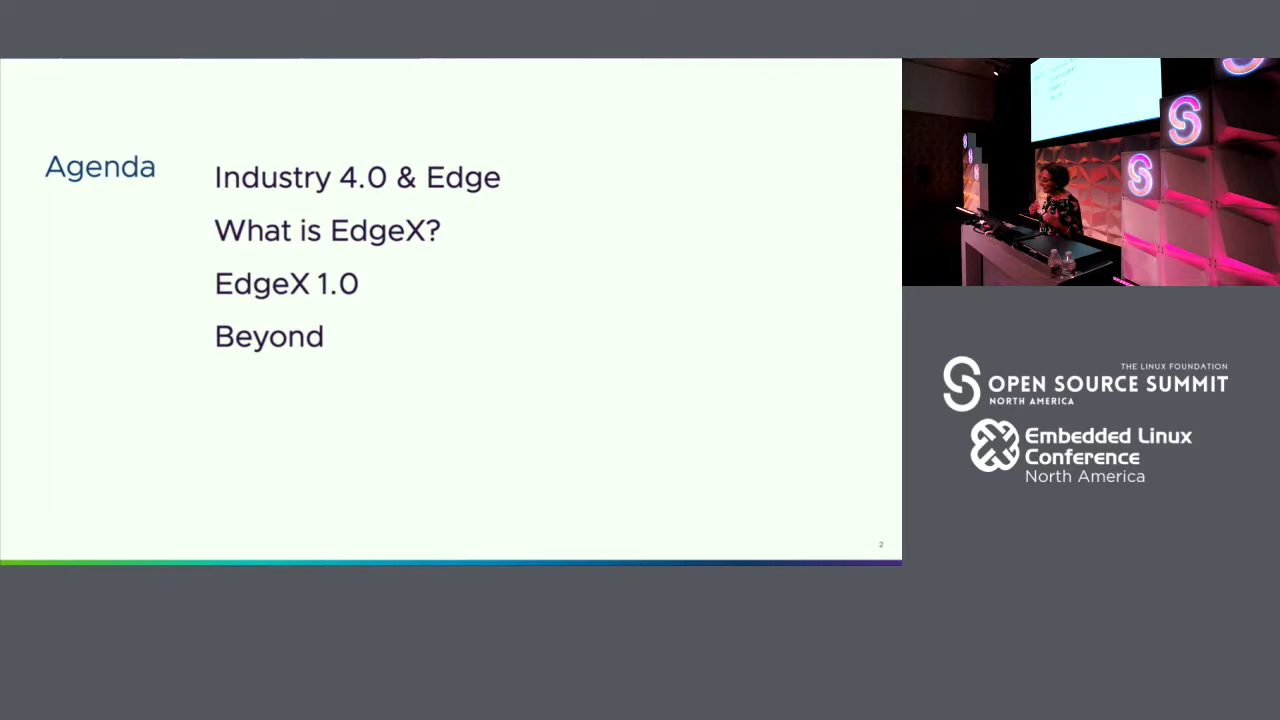 Agenda
Industry 4.0 & Edge
What is EdgeX?
EdgeX 1.0
Beyond
2
THE LINUX FOUNDATION
OPEN SOURCE SUMMIT
NORTH AMERICA
Embedded Linux
Conference
North America